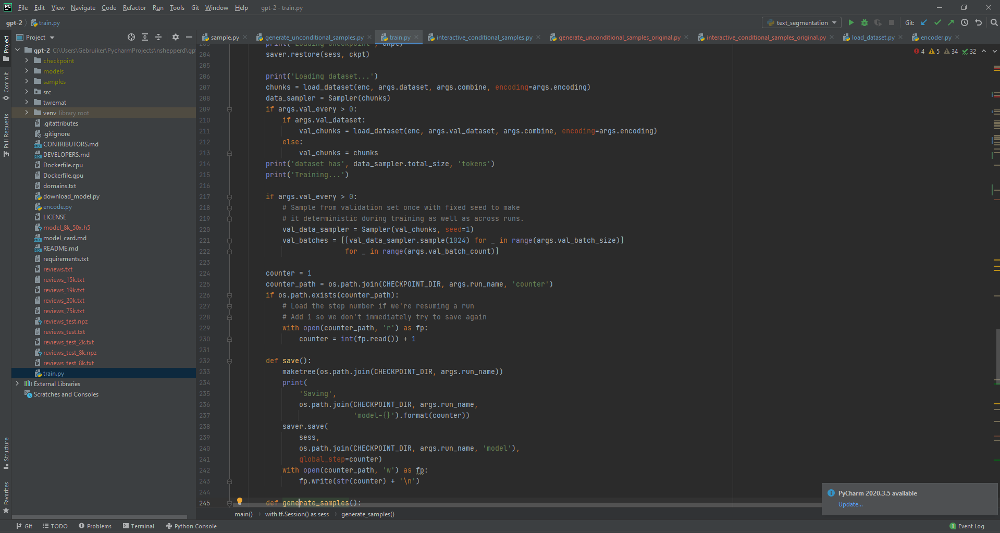 PC File Edit View Navigate Code Refactor Run Tools Git Window Help gpt-2 - train.py
gpt-2 train.py
text_segmentation Git:
Project
sample.py generate_unconditional_samples.py train.py interactive_conditional_samples.py generate_unconditional_samples_original.py interactive_conditional_samples_original.py load_dataset.py encoder.py
4 5 34 32
Project
Commit
Pull Requests
Structure
Favorites
gpt-2 C:\Users\Gebruiker\PycharmProjects\nshepperd\gp
checkpoint
models
samples
src
twremat
venv library root
.gitattributes
.gitignore
CONTRIBUTORS.md
DEVELOPERS.md
Dockerfile.cpu
Dockerfile.gpu
domains.txt
download_model.py
encode.py
LICENSE
model_8k_50x.h5
model_card.md
README.md
requirements.txt
reviews.txt
reviews_15k.txt
reviews_19k.txt
reviews_20k.txt
reviews_75k.txt
reviews_test.npz
reviews_test.txt
reviews_test_2k.txt
reviews_test_8k.npz
reviews_test_8k.txt
train.py
External Libraries
Scratches and Consoles
203 print('Loading checkpoint', ckpt)
204 saver.restore(sess, ckpt)
205
206 print('Loading dataset...')
207 chunks = load_dataset(enc, args.dataset, args.combine, encoding=args.encoding)
208 data_sampler = Sampler(chunks)
209 if args.val_every > 0:
210 if args.val_dataset:
211 val_chunks = load_dataset(enc, args.val_dataset, args.combine, encoding=args.encoding)
212 else:
213 val_chunks = chunks
214 print('dataset has', data_sampler.total_size, 'tokens')
215 print('Training...')
216
217 if args.val_every > 0:
218 # Sample from validation set once with fixed seed to make
219 # it deterministic during training as well as across runs.
220 val_data_sampler = Sampler(val_chunks, seed=1)
221 val_batches = [[val_data_sampler.sample(1024) for _ in range(args.val_batch_size)]
222 for _ in range(args.val_batch_count)]
223
224 counter = 1
225 counter_path = os.path.join(CHECKPOINT_DIR, args.run_name, 'counter')
226 if os.path.exists(counter_path):
227 # Load the step number if we're resuming a run
228 # Add 1 so we don't immediately try to save again
229 with open(counter_path, 'r') as fp:
230 counter = int(fp.read()) + 1
231
232 def save():
233 maketree(os.path.join(CHECKPOINT_DIR, args.run_name))
234 print(
235 'Saving',
236 os.path.join(CHECKPOINT_DIR, args.run_name,
237 'model-{}').format(counter))
238 saver.save(
239 sess,
240 os.path.join(CHECKPOINT_DIR, args.run_name, 'model'),
241 global_step=counter)
242 with open(counter_path, 'w') as fp:
243 fp.write(str(counter) + '\n')
244
245 def generate_samples():
main() with tf.Session() as sess generate_samples()
PyCharm 2020.3.5 available
Update...
Git TODO Problems Terminal Python Console 1 Event Log